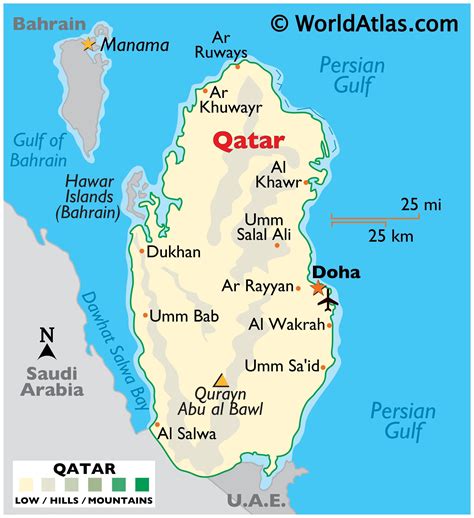 © WorldAtlas.com
Bahrain
Manama
Ar
Ruways
Persian
Gulf
Ar
Khuwayr
Qatar
Gulf of
Bahrain
Al
Khawr
Hawar
Islands
(Bahrain)
25 mi
25 km
Umm
Salal Ali
Dukhan
Doha
Ar Rayyan
Umm Bab
Al Wakrah
Dawhat Salwa Bay
N
Saudi
Arabia
Umm Sa'id
Qurayn
Abu al Bawl
Persian
Gulf
Al Salwa
QATAR
LOW / HILLS / MOUNTAINS
U.A.E.